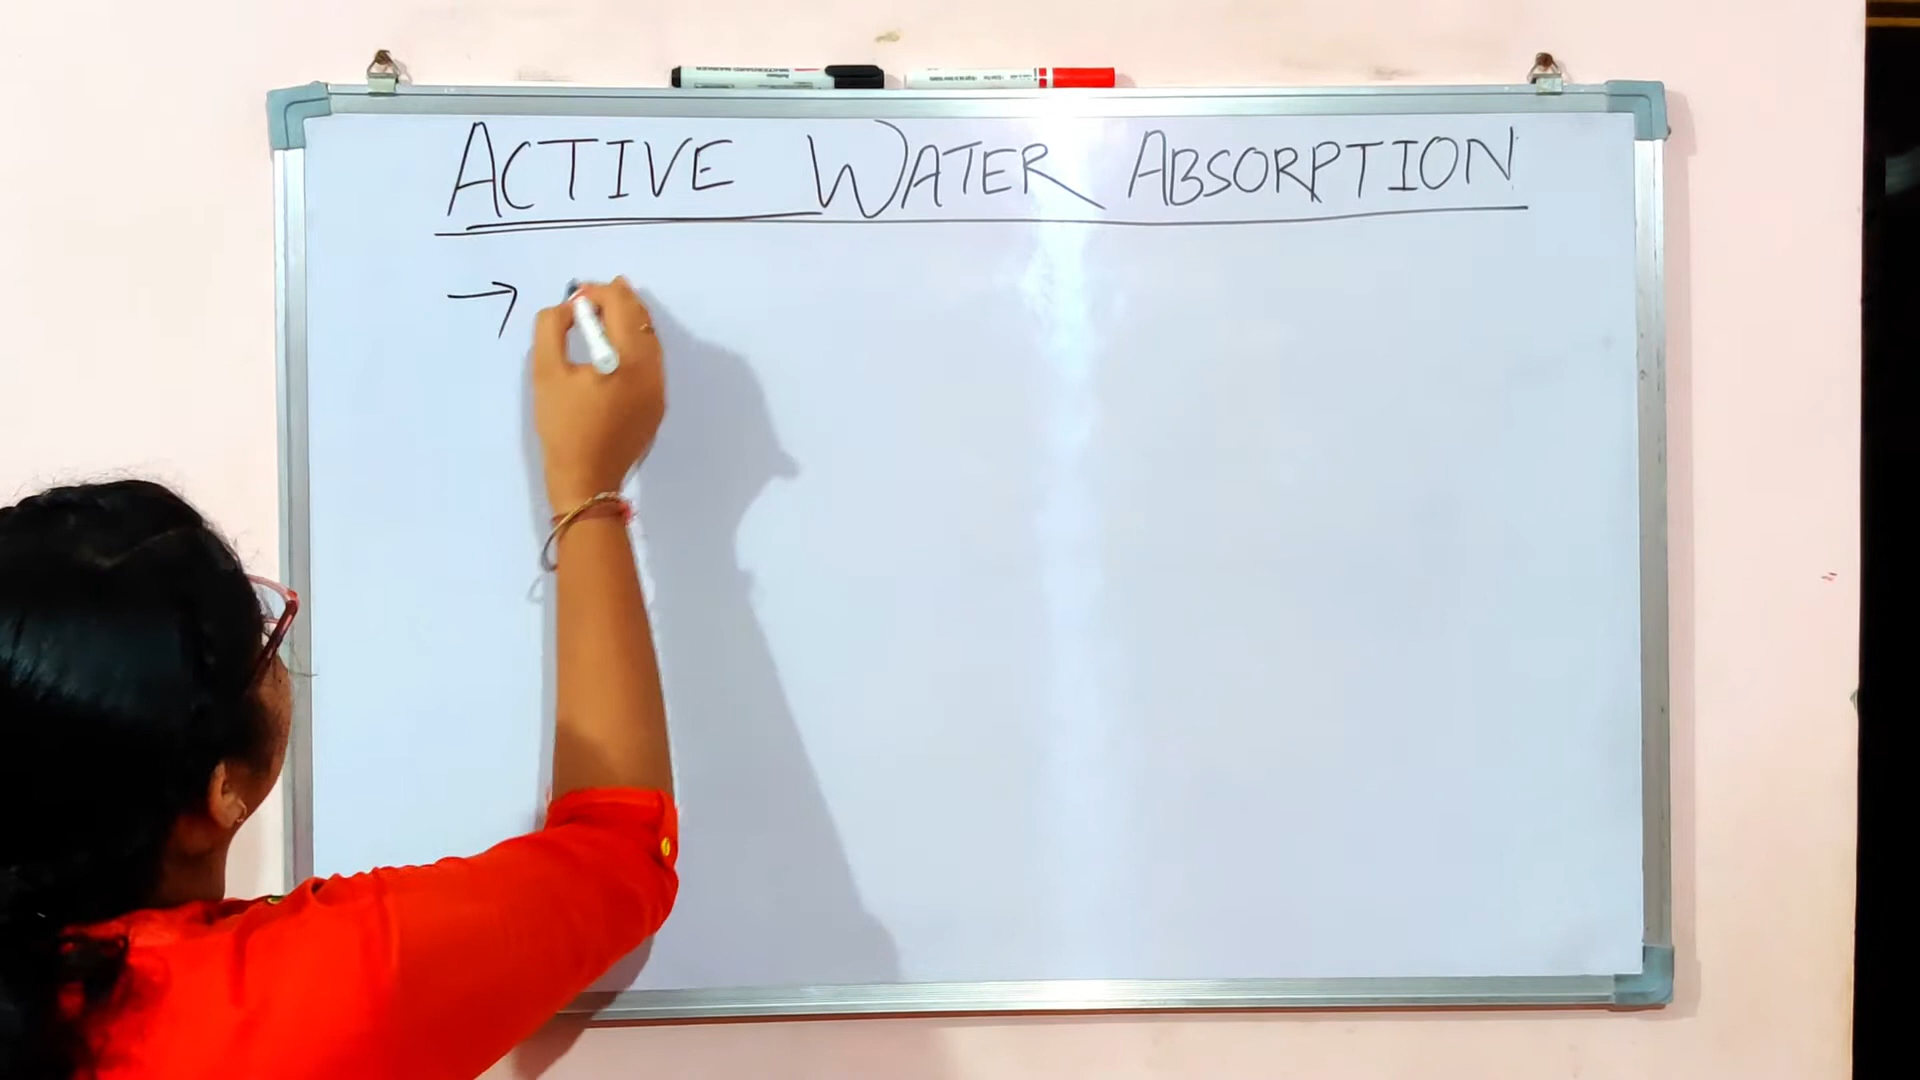 ACTIVE WATER ABSORPTION
→